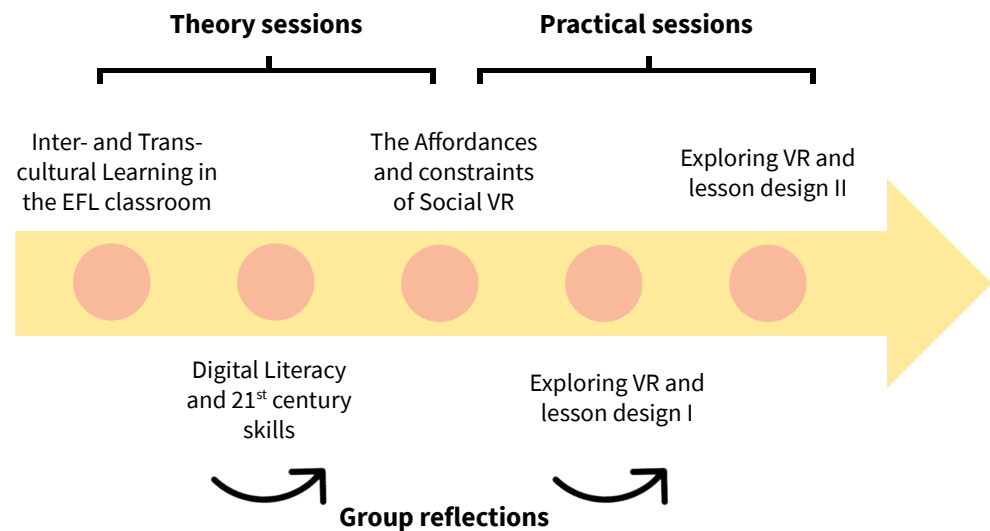 Theory sessions
Practical sessions
Inter- and Trans-
cultural Learning in
the EFL classroom
The Affordances
and constraints
of Social VR
Exploring VR and
lesson design II
Digital Literacy
and 21st century
skills
Exploring VR and
lesson design I
Group reflections